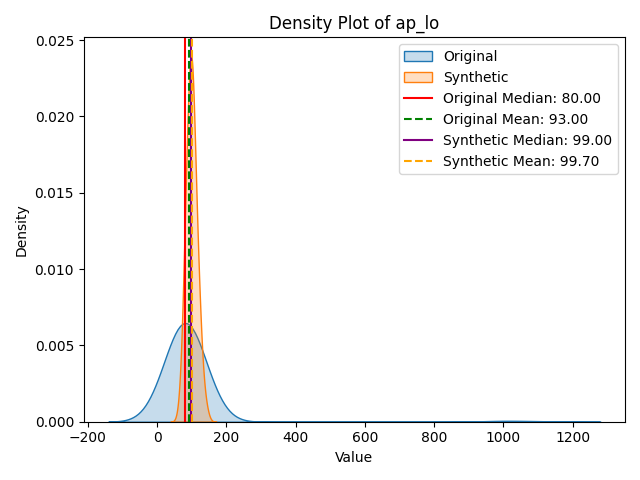 Density Plot of ap_lo
Original
Synthetic
Original Median: 80.00
Original Mean: 93.00
Synthetic Median: 99.00
Synthetic Mean: 99.70
0.025
0.020
0.015
0.010
0.005
0.000
Density
−200 0 200 400 600 800 1000 1200
Value